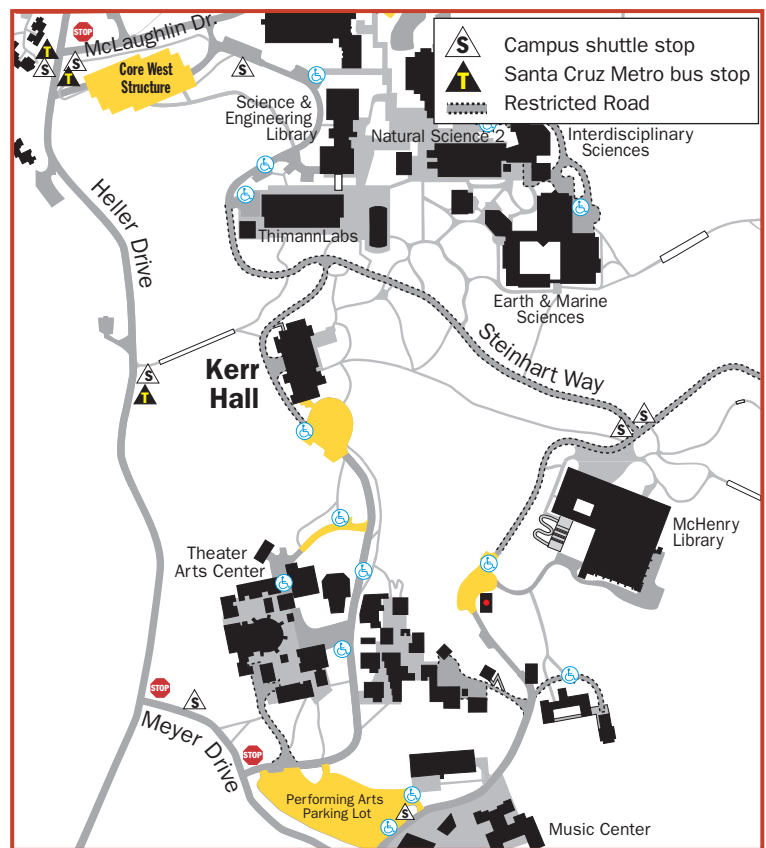 STOP
McLaughlin Dr.
T
S
S
T
Core West
Structure
S
S Campus shuttle stop
T Santa Cruz Metro bus stop
Restricted Road
Science &
Engineering
Library
Natural Science 2
Interdisciplinary
Sciences
Heller Drive
ThimannLabs
Earth & Marine
Sciences
Steinhart Way
Kerr
Hall
S
T
S
S
McHenry
Library
Theater
Arts Center
STOP
S
Meyer Drive
STOP
Performing Arts
Parking Lot
S
Music Center